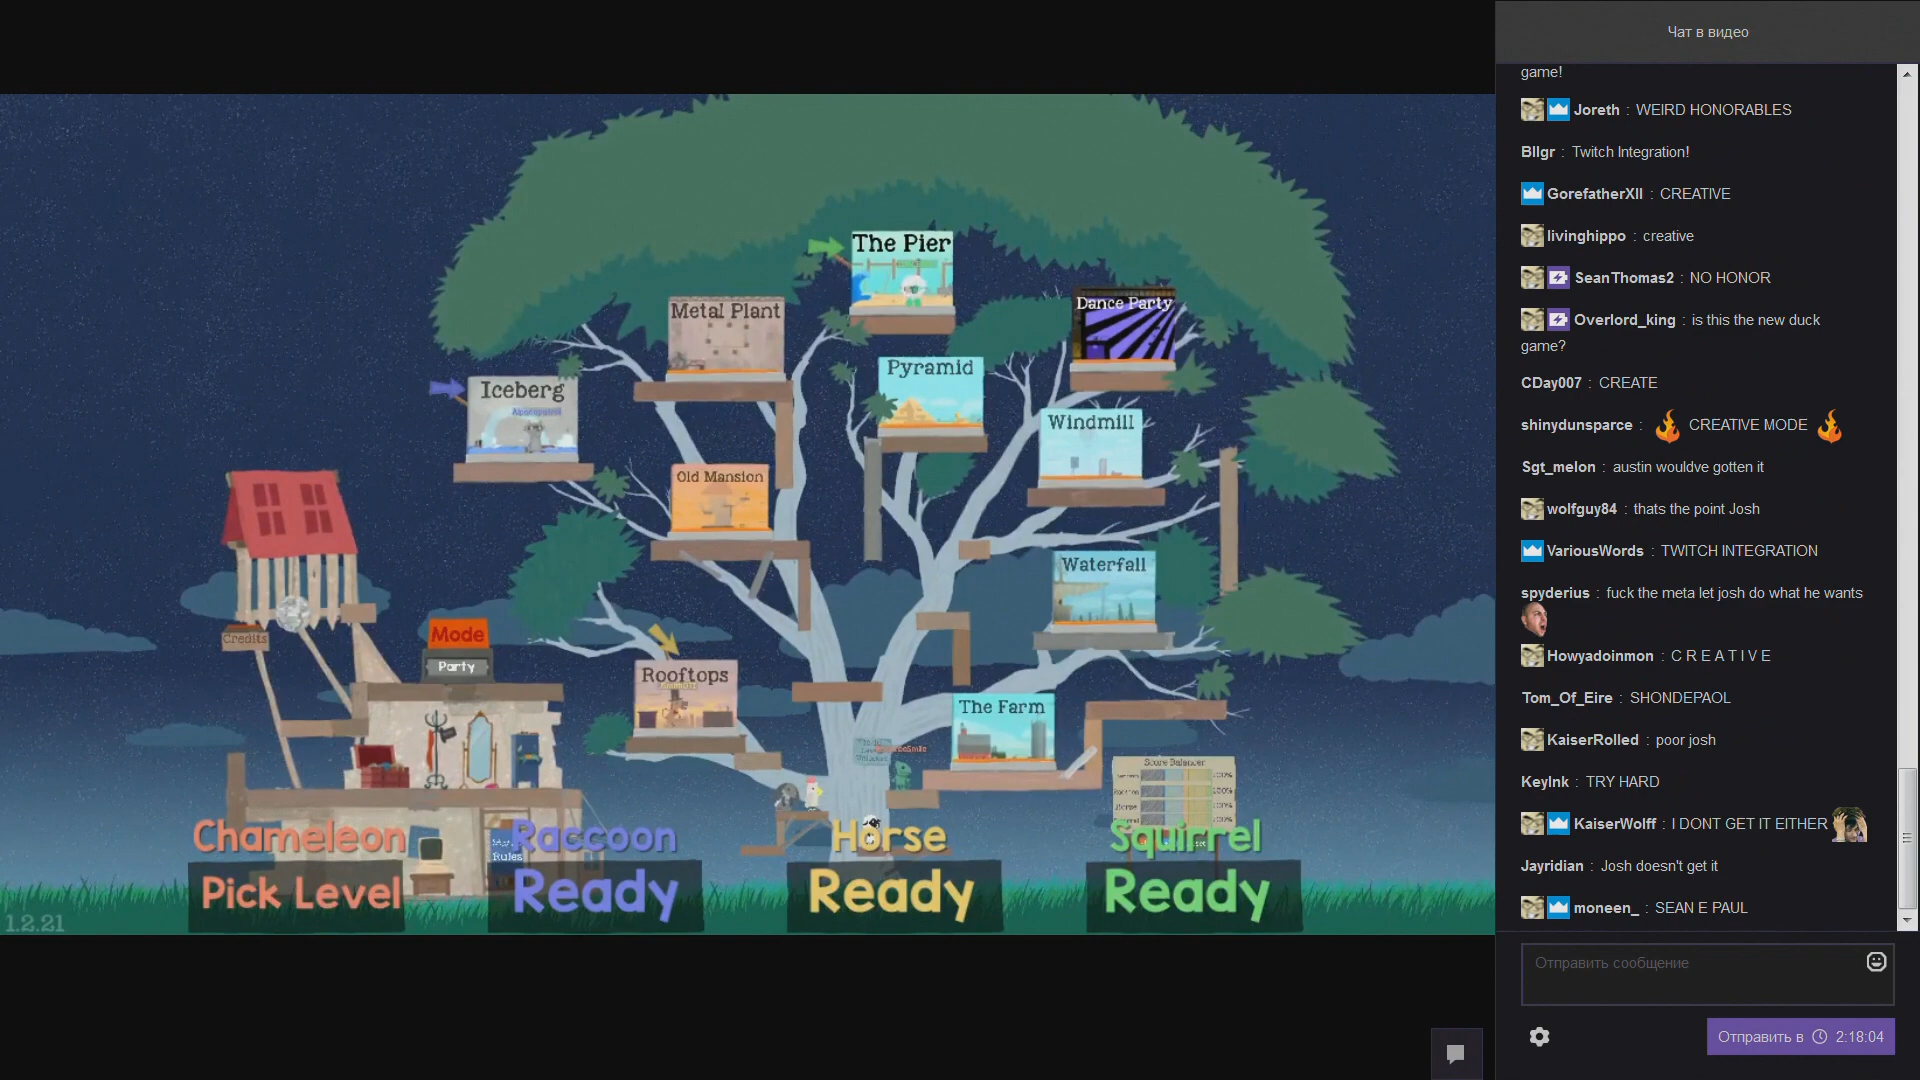 The Pier
Metal Plant
Dance Party
Pyramid
Iceberg
Windmill
Old Mansion
Waterfall
Credits
Mode
Party
Rooftops
The Farm
Score Balancer
Rules
Chameleon
Pick Level
Raccoon
Ready
Horse
Ready
Squirrel
Ready
1.2.21
Чат в видео
game!
Joreth : WEIRD HONORABLES
Bllgr : Twitch Integration!
GorefatherXII : CREATIVE
livinghippo : creative
SeanThomas2 : NO HONOR
Overlord_king : is this the new duck
game?
CDay007 : CREATE
shinydunsparce : CREATIVE MODE
Sgt_melon : austin wouldve gotten it
wolfguy84 : thats the point Josh
VariousWords : TWITCH INTEGRATION
spyderius : fuck the meta let josh do what he wants
Howyadoinmon : C R E A T I V E
Tom_Of_Eire : SHONDEPAOL
KaiserRolled : poor josh
KeyInk : TRY HARD
KaiserWolff : I DONT GET IT EITHER
Jayridian : Josh doesn't get it
moneen_ : SEAN E PAUL
Отправить сообщение
Отправить в 2:18:04